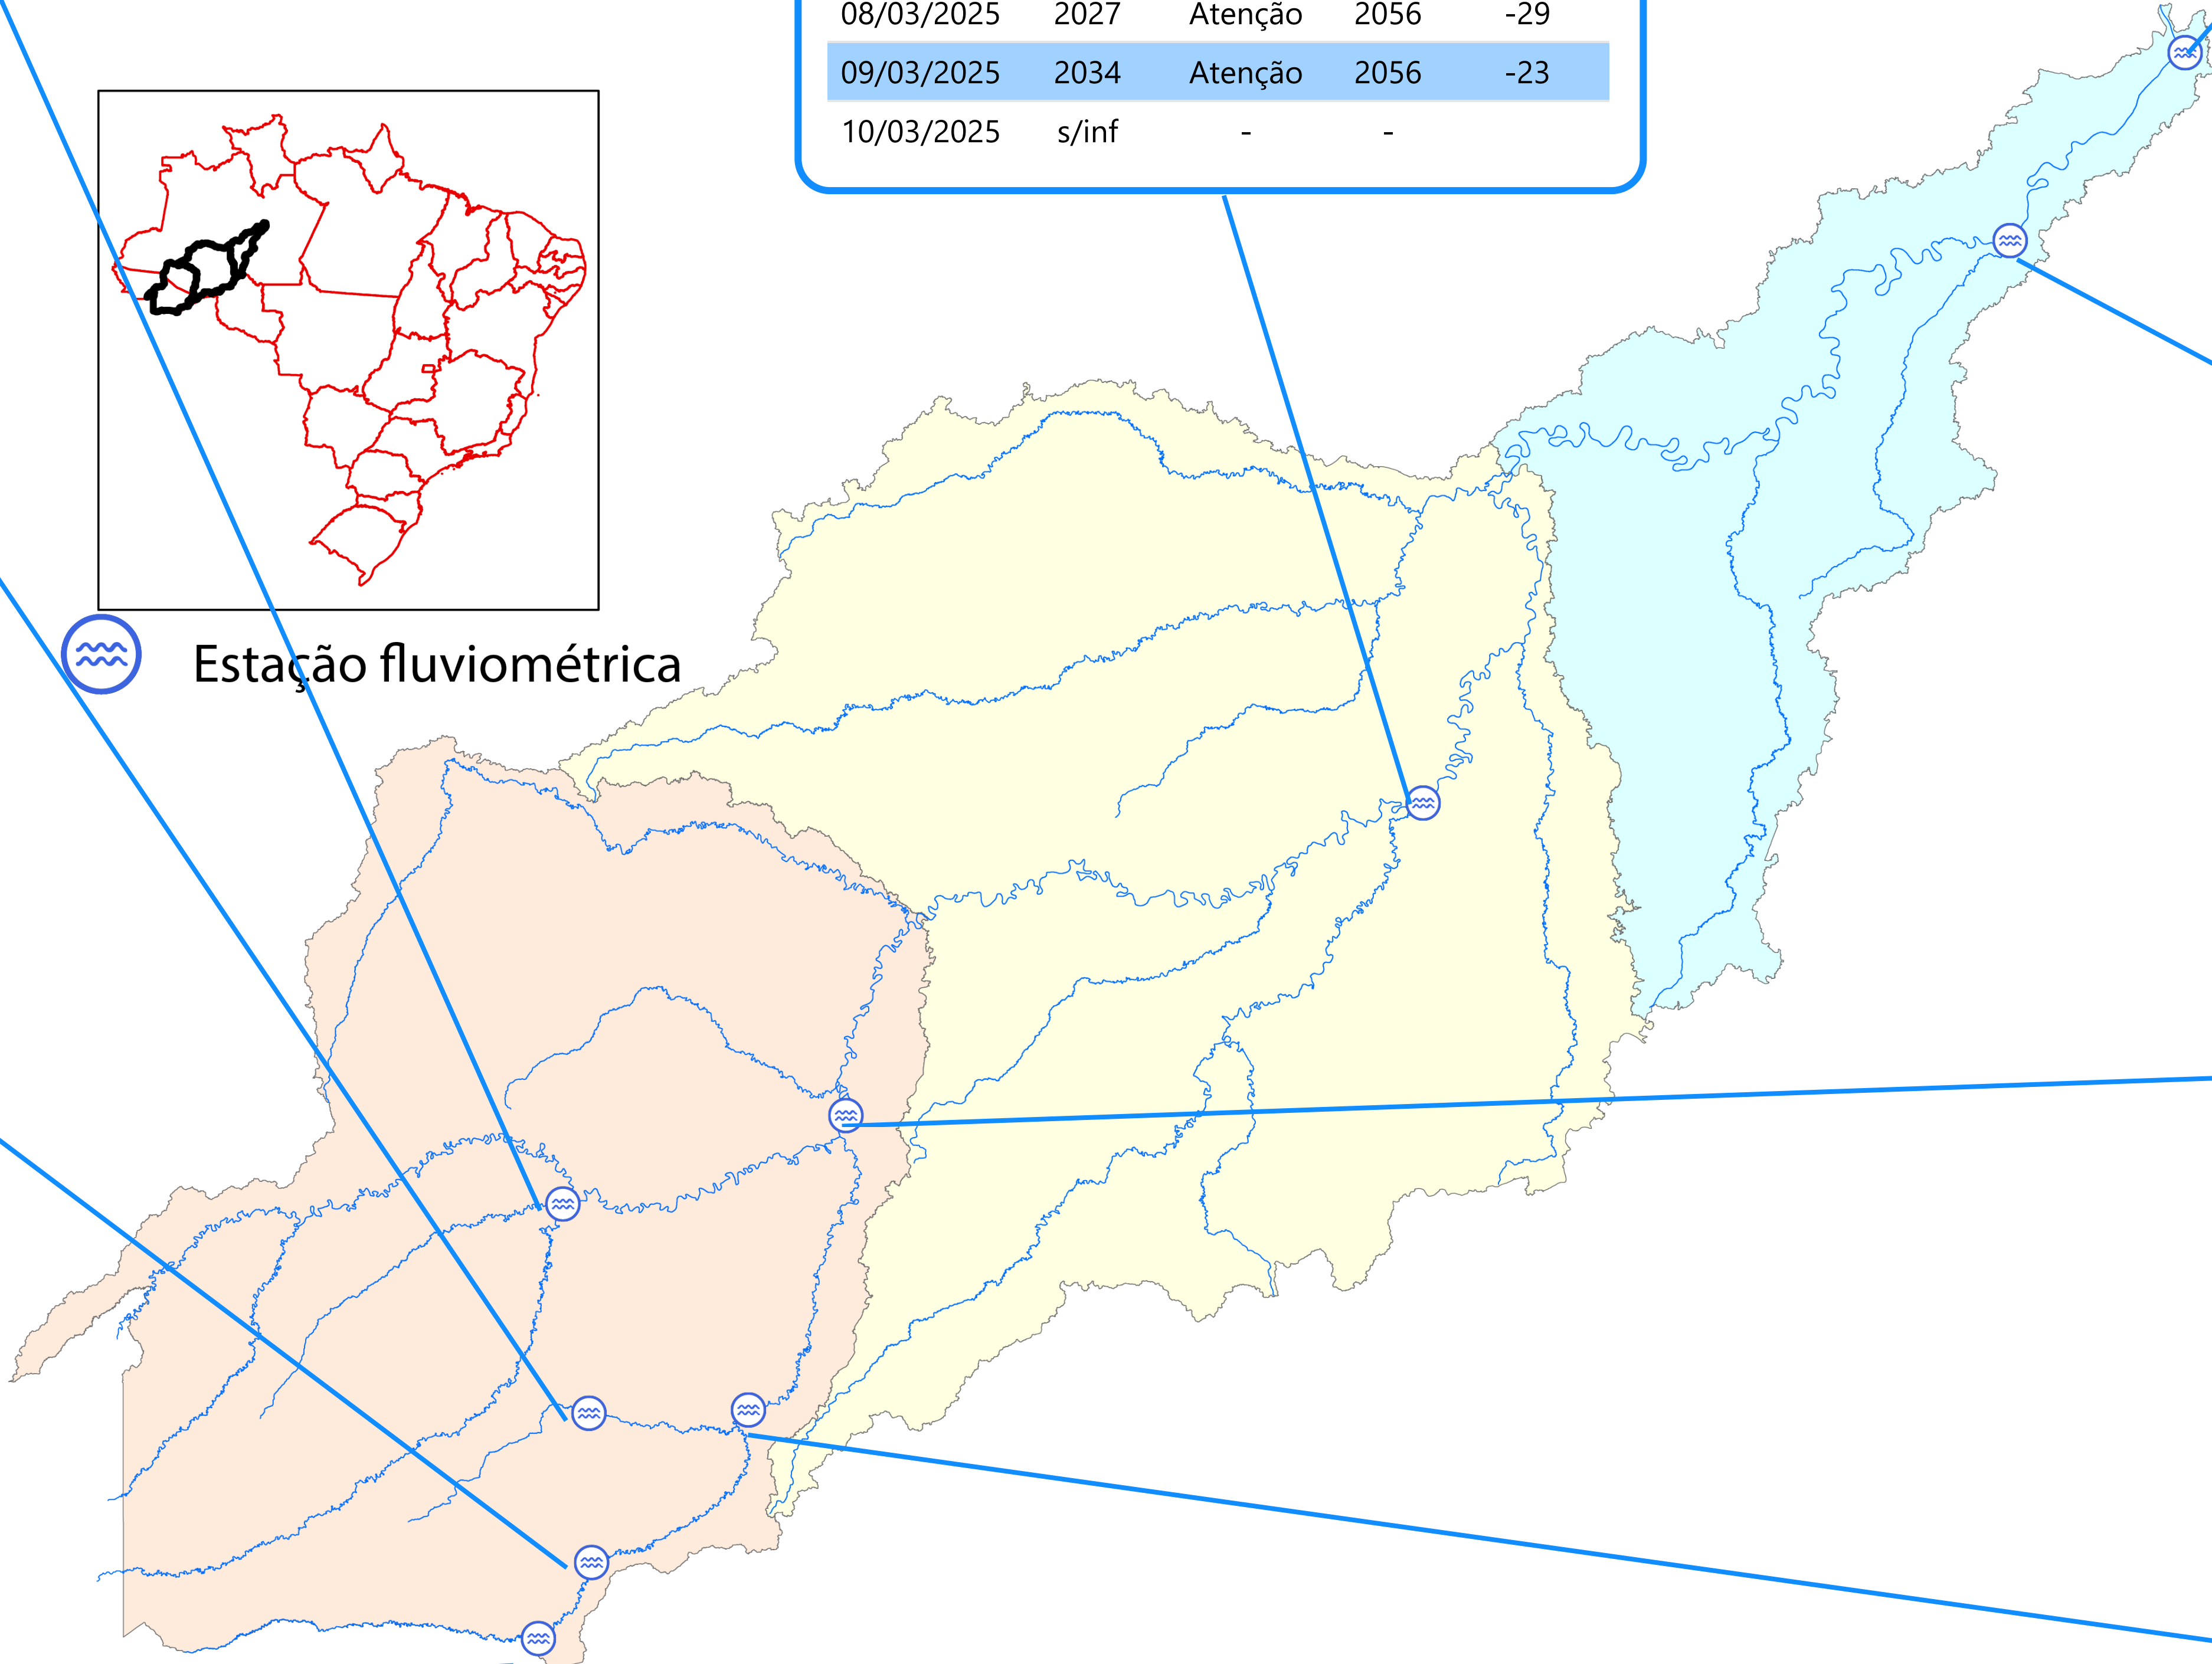 08/03/2025 2027 Atenção 2056 -29
09/03/2025 2034 Atenção 2056 -23
10/03/2025 s/inf - -
Estação fluviométrica